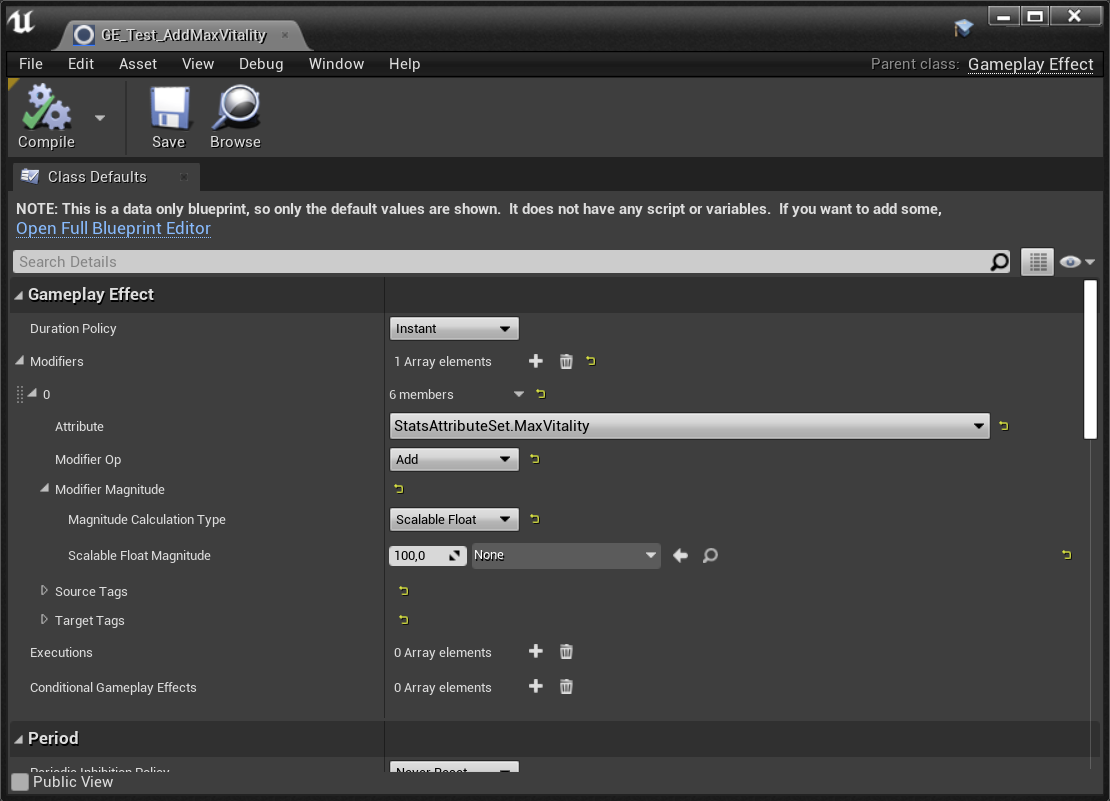 GE_Test_AddMaxVitality
File Edit Asset View Debug Window Help Parent class: Gameplay Effect
Compile Save Browse
Class Defaults
NOTE: This is a data only blueprint, so only the default values are shown. It does not have any script or variables. If you want to add some,
Open Full Blueprint Editor
Search Details
Gameplay Effect
Duration Policy Instant
Modifiers 1 Array elements
0 6 members
Attribute StatsAttributeSet.MaxVitality
Modifier Op Add
Modifier Magnitude
Magnitude Calculation Type Scalable Float
Scalable Float Magnitude 100,0 None
Source Tags
Target Tags
Executions 0 Array elements
Conditional Gameplay Effects 0 Array elements
Period
Periodic Inhibition Policy Never Reset
Public View